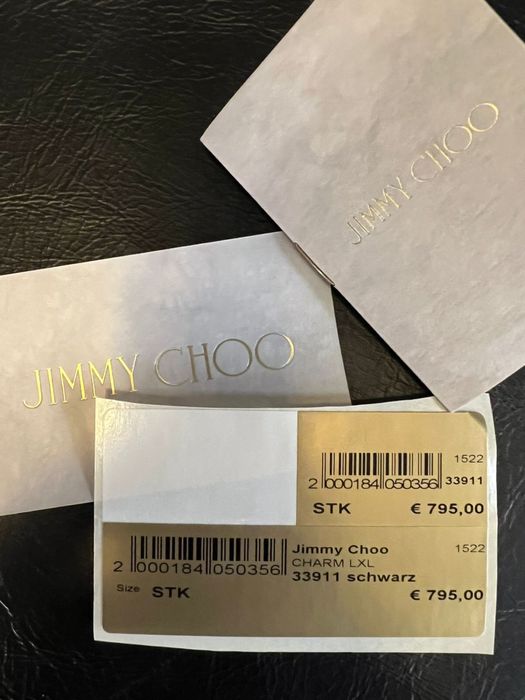 JIMMY CHOO
JIMMY CHOO
1522
2 000184 050356 33911
STK € 795,00
2 000184 050356
Jimmy Choo 1522
CHARM LXL
33911 schwarz
Size STK € 795,00